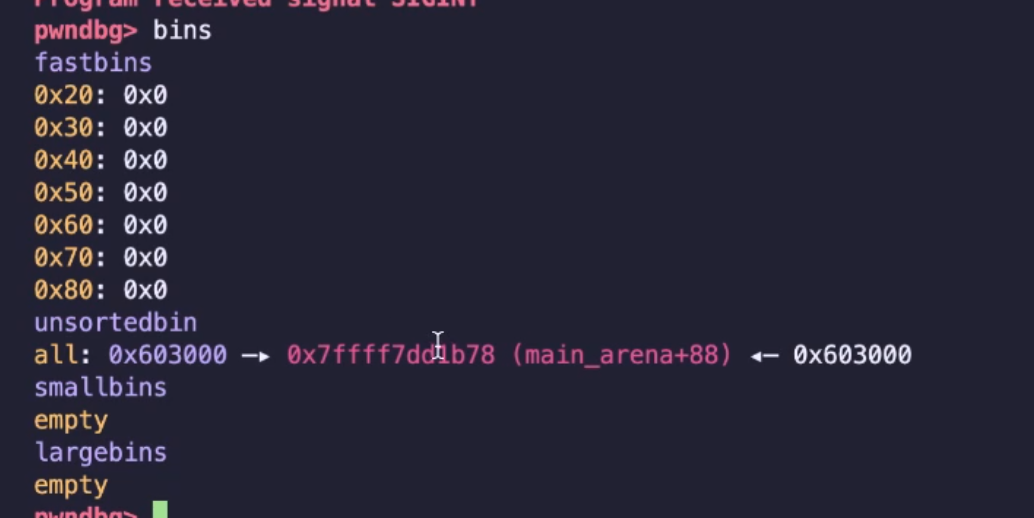 Program received signal SIGINT
pwndbg> bins
fastbins
0x20: 0x0
0x30: 0x0
0x40: 0x0
0x50: 0x0
0x60: 0x0
0x70: 0x0
0x80: 0x0
unsortedbin
all: 0x603000 —▸ 0x7ffff7dd1b78 (main_arena+88) ◂— 0x603000
smallbins
empty
largebins
empty
pwndbg>